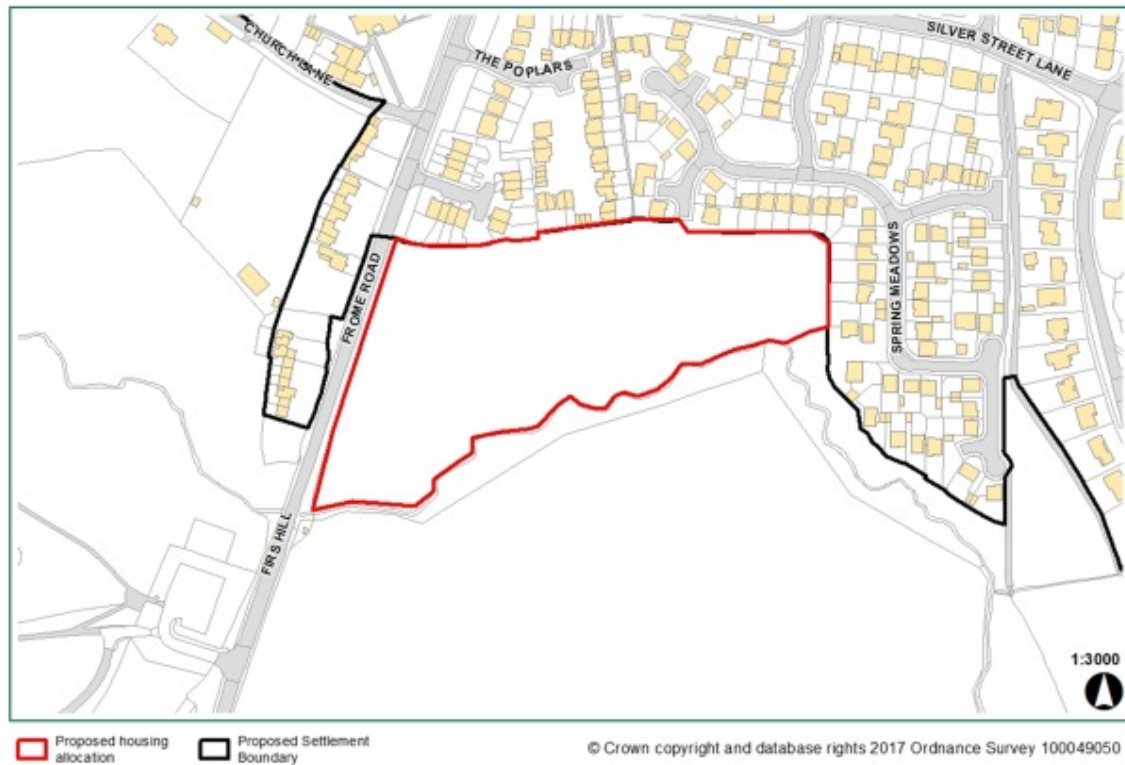 CHURCH LANE
THE POPLARS
SILVER STREET LANE
FROME ROAD
SPRING MEADOWS
FIRS HILL
1:3000
Proposed housing
allocation
Proposed Settlement
Boundary
© Crown copyright and database rights 2017 Ordnance Survey 100049050